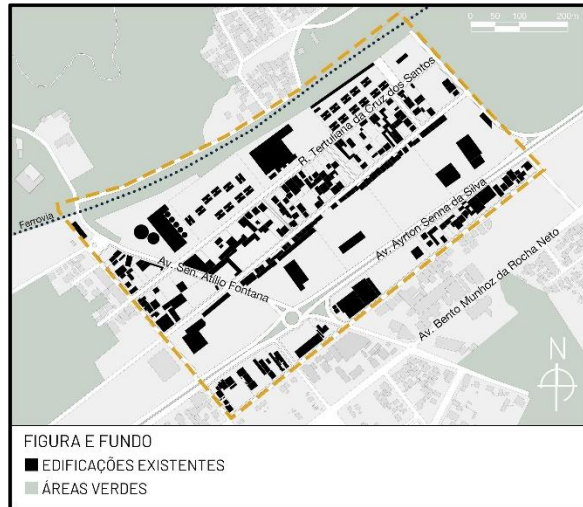 0 50 100 200m
R. Tertuliana da Cruz dos Santos
Ferrovia
Av. Sen. Atílio Fontana
Av. Ayrton Senna da Silva
Av. Bento Munhoz da Rocha Neto
N
FIGURA E FUNDO
EDIFICAÇÕES EXISTENTES
ÁREAS VERDES